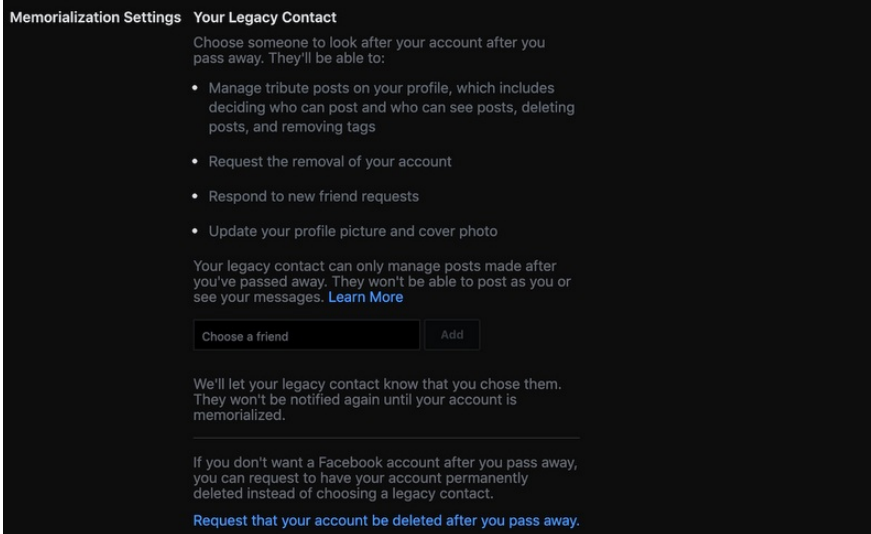 Memorialization Settings Your Legacy Contact
Choose someone to look after your account after you
pass away. They'll be able to:
• Manage tribute posts on your profile, which includes
deciding who can post and who can see posts, deleting
posts, and removing tags
• Request the removal of your account
• Respond to new friend requests
• Update your profile picture and cover photo
Your legacy contact can only manage posts made after
you've passed away. They won't be able to post as you or
see your messages. Learn More
Choose a friend Add
We'll let your legacy contact know that you chose them.
They won't be notified again until your account is
memorialized.
If you don't want a Facebook account after you pass away,
you can request to have your account permanently
deleted instead of choosing a legacy contact.
Request that your account be deleted after you pass away.